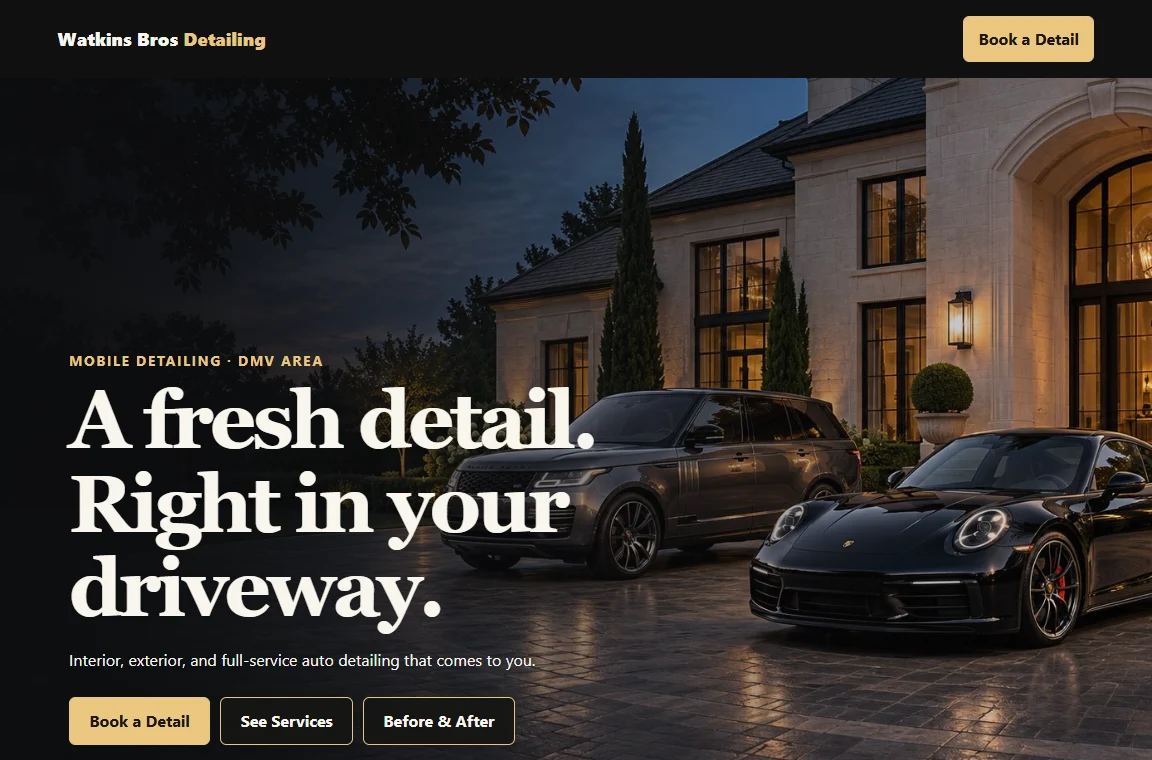 Watkins Bros Detailing
Book a Detail
MOBILE DETAILING · DMV AREA
A fresh detail.
Right in your
driveway.
Interior, exterior, and full-service auto detailing that comes to you.
Book a Detail
See Services
Before & After